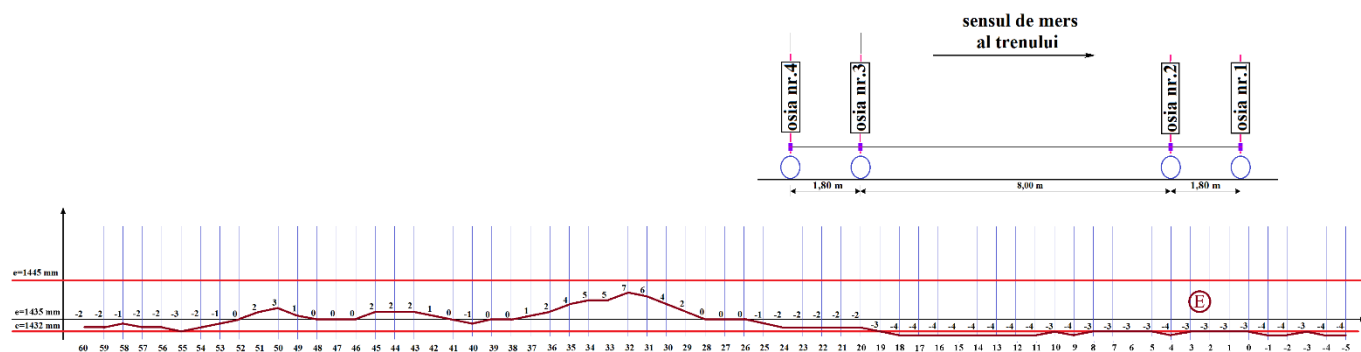 sensul de mers
al trenului
osia nr.4
osia nr.3
osia nr.2
osia nr.1
1,80 m
8,00 m
1,80 m
e=1445 mm
e=1435 mm
e=1432 mm
-2 -2 -1 -2 -2 -3 -2 -1 0 2 3 1 0 0 0 2 2 2 1 0 -1 0 0 1 2 4 5 5 7 6 4 2 0 0 0 -1 -2 -2 -2 -2 -2 -3 -4 -4 -4 -4 -4 -4 -4 -4 -3 -4 -3 -3 -3 -3 -4 -3 -3 -3 -3 -4 -4 -3 -4 -4
E
60 59 58 57 56 55 54 53 52 51 50 49 48 47 46 45 44 43 42 41 40 39 38 37 36 35 34 33 32 31 30 29 28 27 26 25 24 23 22 21 20 19 18 17 16 15 14 13 12 11 10 9 8 7 6 5 4 3 2 1 0 -1 -2 -3 -4 -5